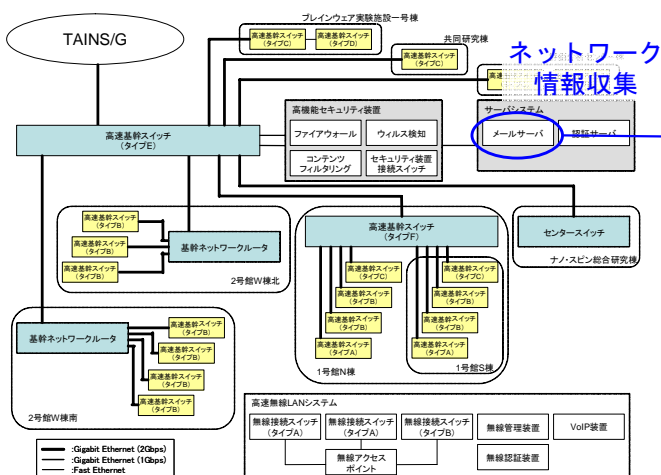 ブレインウェア実験施設一号棟
TAINS/G
高速基幹スイッチ
(タイプC)
高速基幹スイッチ
(タイプD)
共同研究棟
高速基幹スイッチ
(タイプC)
ネットワーク
情報収集
高機能セキュリティ装置
ファイアウォール
ウィルス検知
コンテンツ
フィルタリング
セキュリティ装置
接続スイッチ
サーバシステム
メールサーバ
認証サーバ
高速基幹スイッチ
(タイプE)
高速基幹スイッチ
(タイプB)
高速基幹スイッチ
(タイプB)
高速基幹スイッチ
(タイプB)
基幹ネットワークルータ
2号館W棟北
高速基幹スイッチ
(タイプF)
高速基幹スイッチ
(タイプC)
高速基幹スイッチ
(タイプB)
高速基幹スイッチ
(タイプB)
高速基幹スイッチ
(タイプA)
1号館N棟
高速基幹スイッチ
(タイプC)
高速基幹スイッチ
(タイプB)
高速基幹スイッチ
(タイプB)
高速基幹スイッチ
(タイプA)
1号館S棟
センタースイッチ
ナノ・スピン総合研究棟
基幹ネットワークルータ
高速基幹スイッチ
(タイプB)
高速基幹スイッチ
(タイプB)
高速基幹スイッチ
(タイプB)
高速基幹スイッチ
(タイプB)
2号館W棟南
高速無線LANシステム
無線接続スイッチ
(タイプA)
無線接続スイッチ
(タイプA)
無線接続スイッチ
(タイプB)
無線アクセス
ポイント
無線管理装置
無線認証装置
VoIP装置
:Gigabit Ethernet (2Gbps)
:Gigabit Ethernet (1Gbps)
:Fast Ethernet